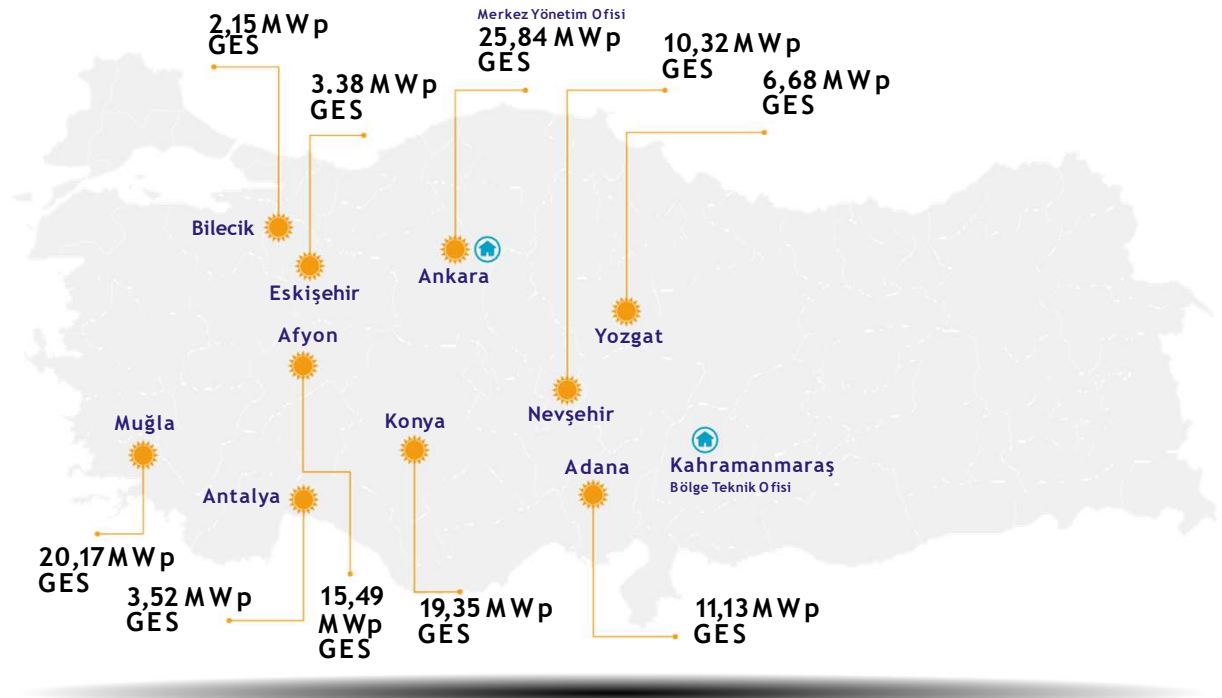 2,15 MWp
GES
3.38 MWp
GES
Merkez Yönetim Ofisi
25,84 MWp
GES
10,32 MWp
GES
6,68 MWp
GES
Bilecik
Eskişehir
Ankara
Afyon
Yozgat
Nevşehir
Muğla
Konya
Antalya
Adana
Kahramanmaraş
Bölge Teknik Ofisi
20,17 MWp
GES
3,52 MWp
GES
15,49
MWp
GES
19,35 MWp
GES
11,13 MWp
GES